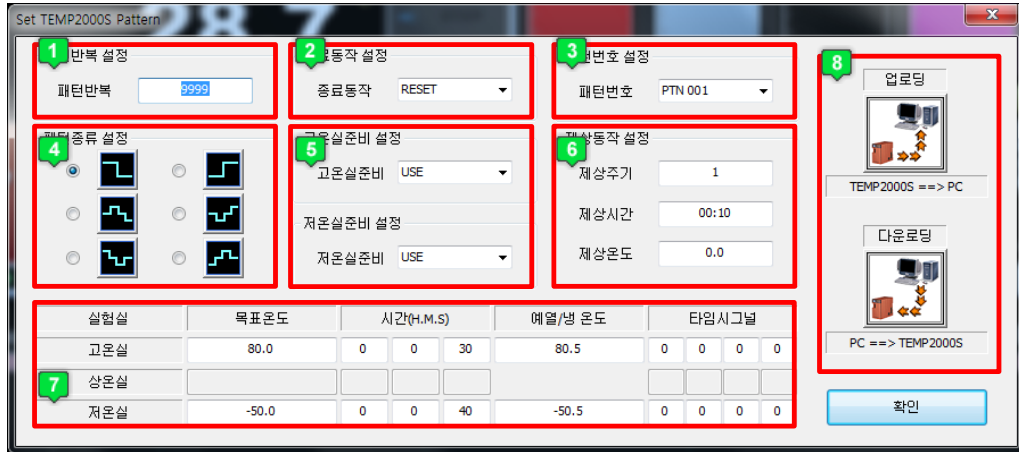 Set TEMP2000S Pattern
28 7
x
1 반복 설정
패턴반복 9999
2 료동작 설정
종료동작 RESET
3 번호 설정
패턴번호 PTN 001
4 종류 설정
5 고온실준비 설정
고온실준비 USE
저온실준비 설정
저온실준비 USE
6 제상동작 설정
제상주기 1
제상시간 00:10
제상온도 0.0
실험실 목표온도 시간(H.M.S) 예열/냉 온도 타임시그널
고온실 80.0 0 0 30 80.5 0 0 0 0
7 상온실
저온실 -50.0 0 0 40 -50.5 0 0 0 0
8
업로딩
TEMP2000S ==> PC
다운로딩
PC ==> TEMP2000S
확인